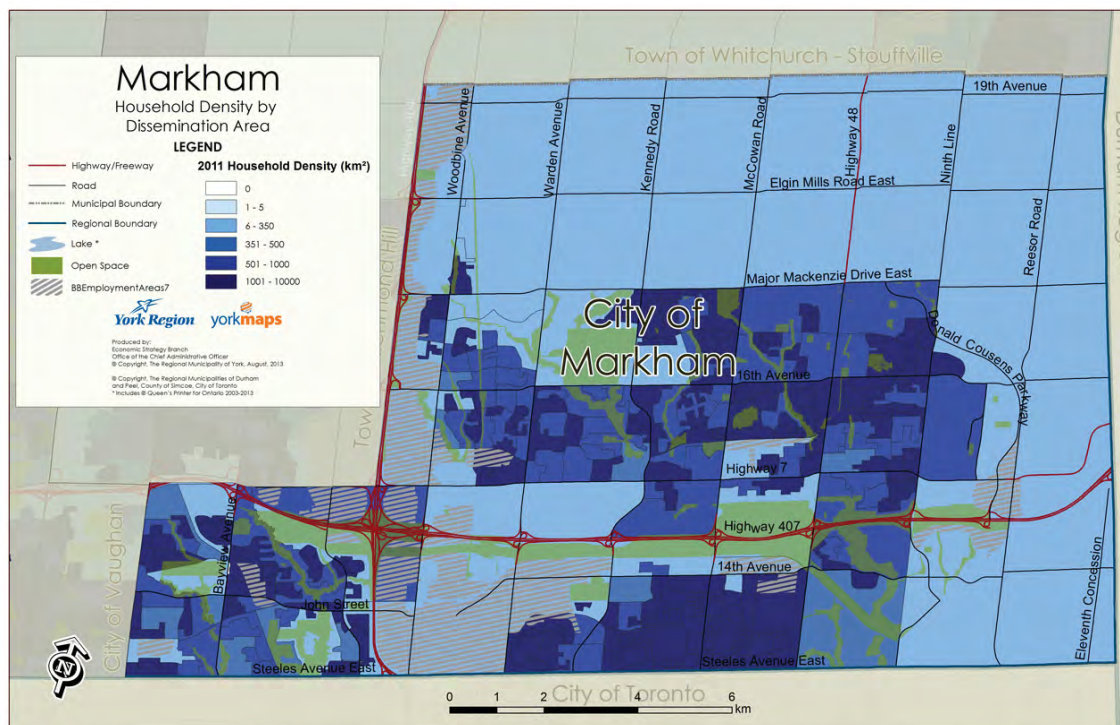 Markham
Household Density by
Dissemination Area
LEGEND
Highway/Freeway
Road
Municipal Boundary
Regional Boundary
Lake *
Open Space
BBEmploymentAreas7
2011 Household Density (km²)
0
1 - 5
6 - 350
351 - 500
501 - 1000
1001 - 10000
York Region
yorkmaps
Produced by:
Economic Strategy Branch
Office of the Chief Administrative Officer
© Copyright, The Regional Municipality of York, August, 2013
© Copyright, The Regional Municipalities of Durham
and Peel, County of Simcoe, City of Toronto
* Includes © Queen's Printer for Ontario 2003-2013
Town of Whitchurch - Stouffville
19th Avenue
Woodbine Avenue
Warden Avenue
Kennedy Road
McCowan Road
Highway 48
Ninth Line
Reesor Road
Elgin Mills Road East
Major Mackenzie Drive East
City of
Markham
Donald Cousens Parkway
16th Avenue
Highway 7
Highway 407
14th Avenue
Bayview Avenue
John Street
Steeles Avenue East
Steeles Avenue East
Eleventh Concession
City of Vaughan
City of Toronto
N
0 1 2 4 6
km